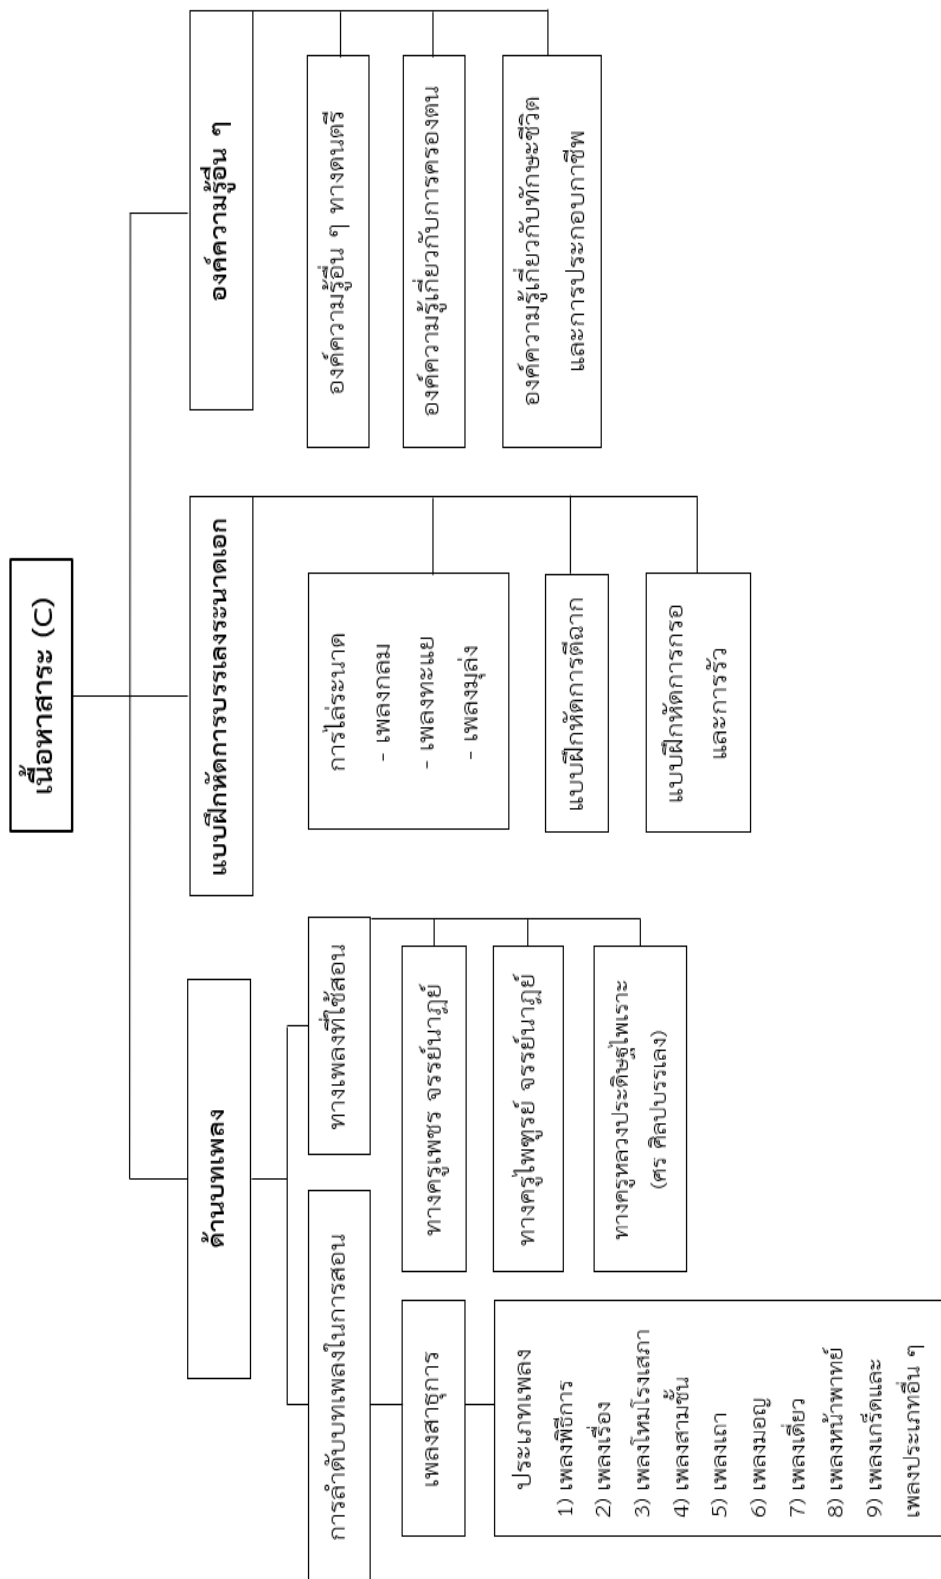 เนื้อหาสาระ (C)
ด้านบทเพลง
การลำดับบทเพลงในการสอน
เพลงสาธุการ
ประเภทเพลง
1) เพลงพิธีการ
2) เพลงเรื่อง
3) เพลงโหมโรงเสภา
4) เพลงสามชั้น
5) เพลงเถา
6) เพลงมอญ
7) เพลงเดี่ยว
8) เพลงหน้าพาทย์
9) เพลงเกร็ดและ
เพลงประเภทอื่น ๆ
ทางเพลงที่ใช้สอน
ทางครูเพชร จรรย์นาฏย์
ทางครูไพฑูรย์ จรรย์นาฏย์
ทางครูหลวงประดิษฐไพเราะ
(ศร ศิลปบรรเลง)
แบบฝึกหัดการบรรเลงระนาดเอก
การไล่ระนาด
- เพลงกลม
- เพลงทะแย
- เพลงมุล่ง
แบบฝึกหัดการตีฉาก
แบบฝึกหัดการกรอ
และการรัว
องค์ความรู้อื่น ๆ
องค์ความรู้อื่น ๆ ทางดนตรี
องค์ความรู้เกี่ยวกับการครองตน
องค์ความรู้เกี่ยวกับทักษะชีวิต
และการประกอบกาชีพ